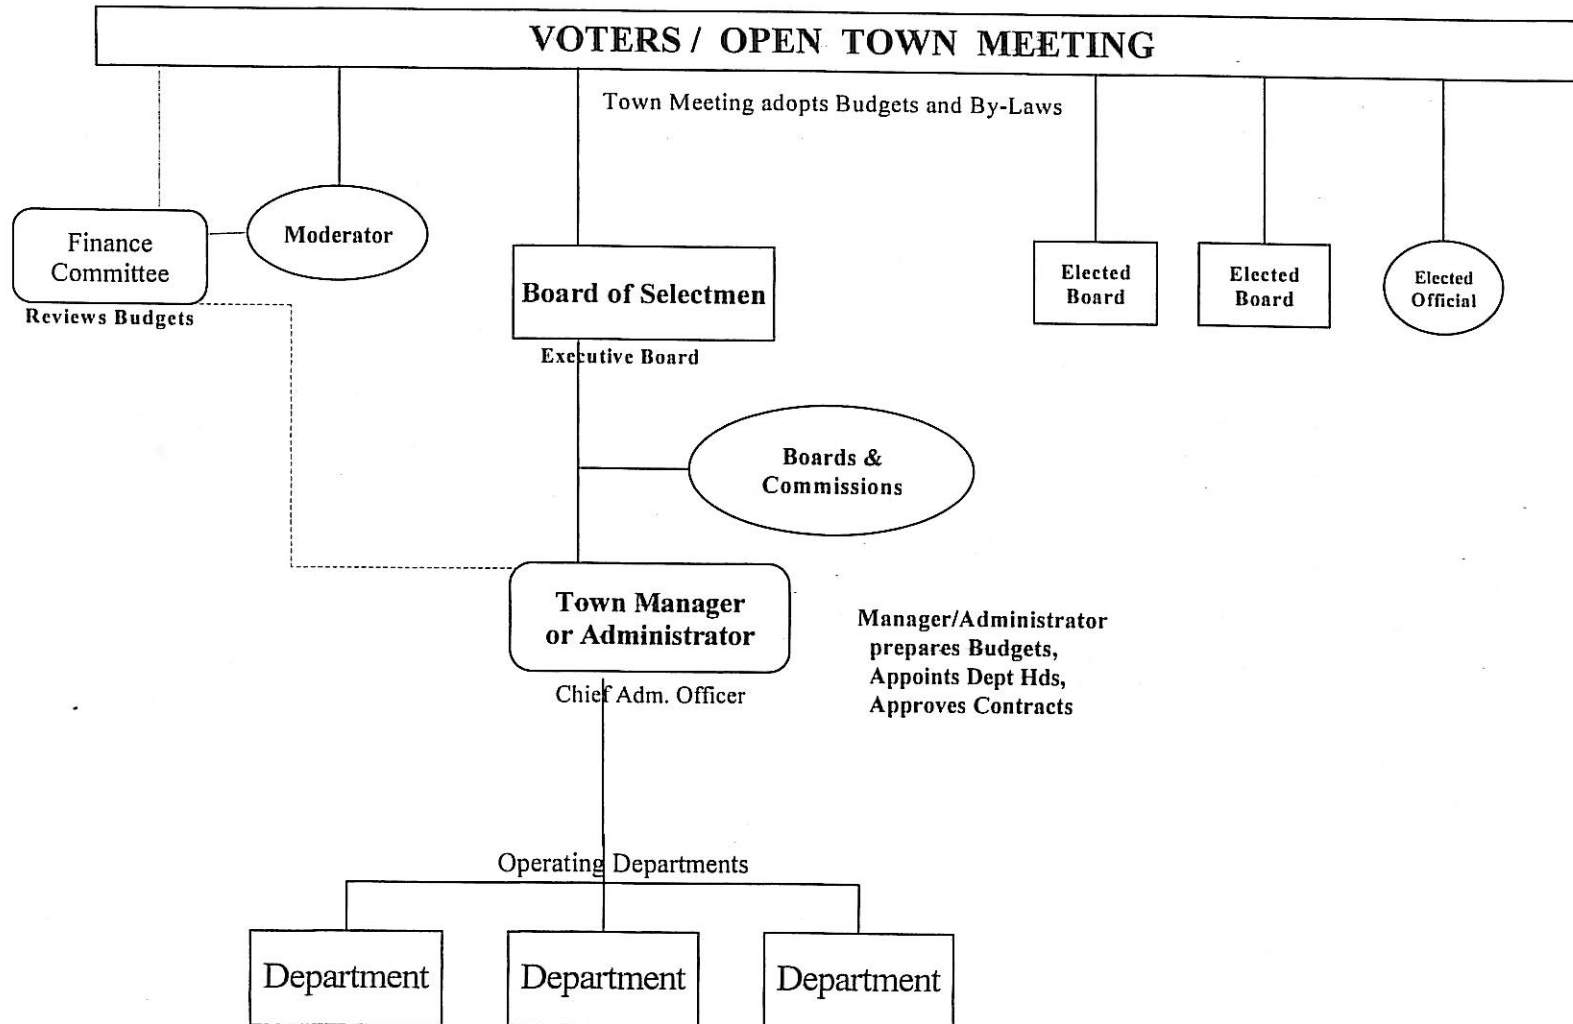 VOTERS / OPEN TOWN MEETING
Town Meeting adopts Budgets and By-Laws
Finance
Committee
Reviews Budgets
Moderator
Board of Selectmen
Executive Board
Elected
Board
Elected
Board
Elected
Official
Boards &
Commissions
Town Manager
or Administrator
Chief Adm. Officer
Manager/Administrator
prepares Budgets,
Appoints Dept Hds,
Approves Contracts
Operating Departments
Department
Department
Department